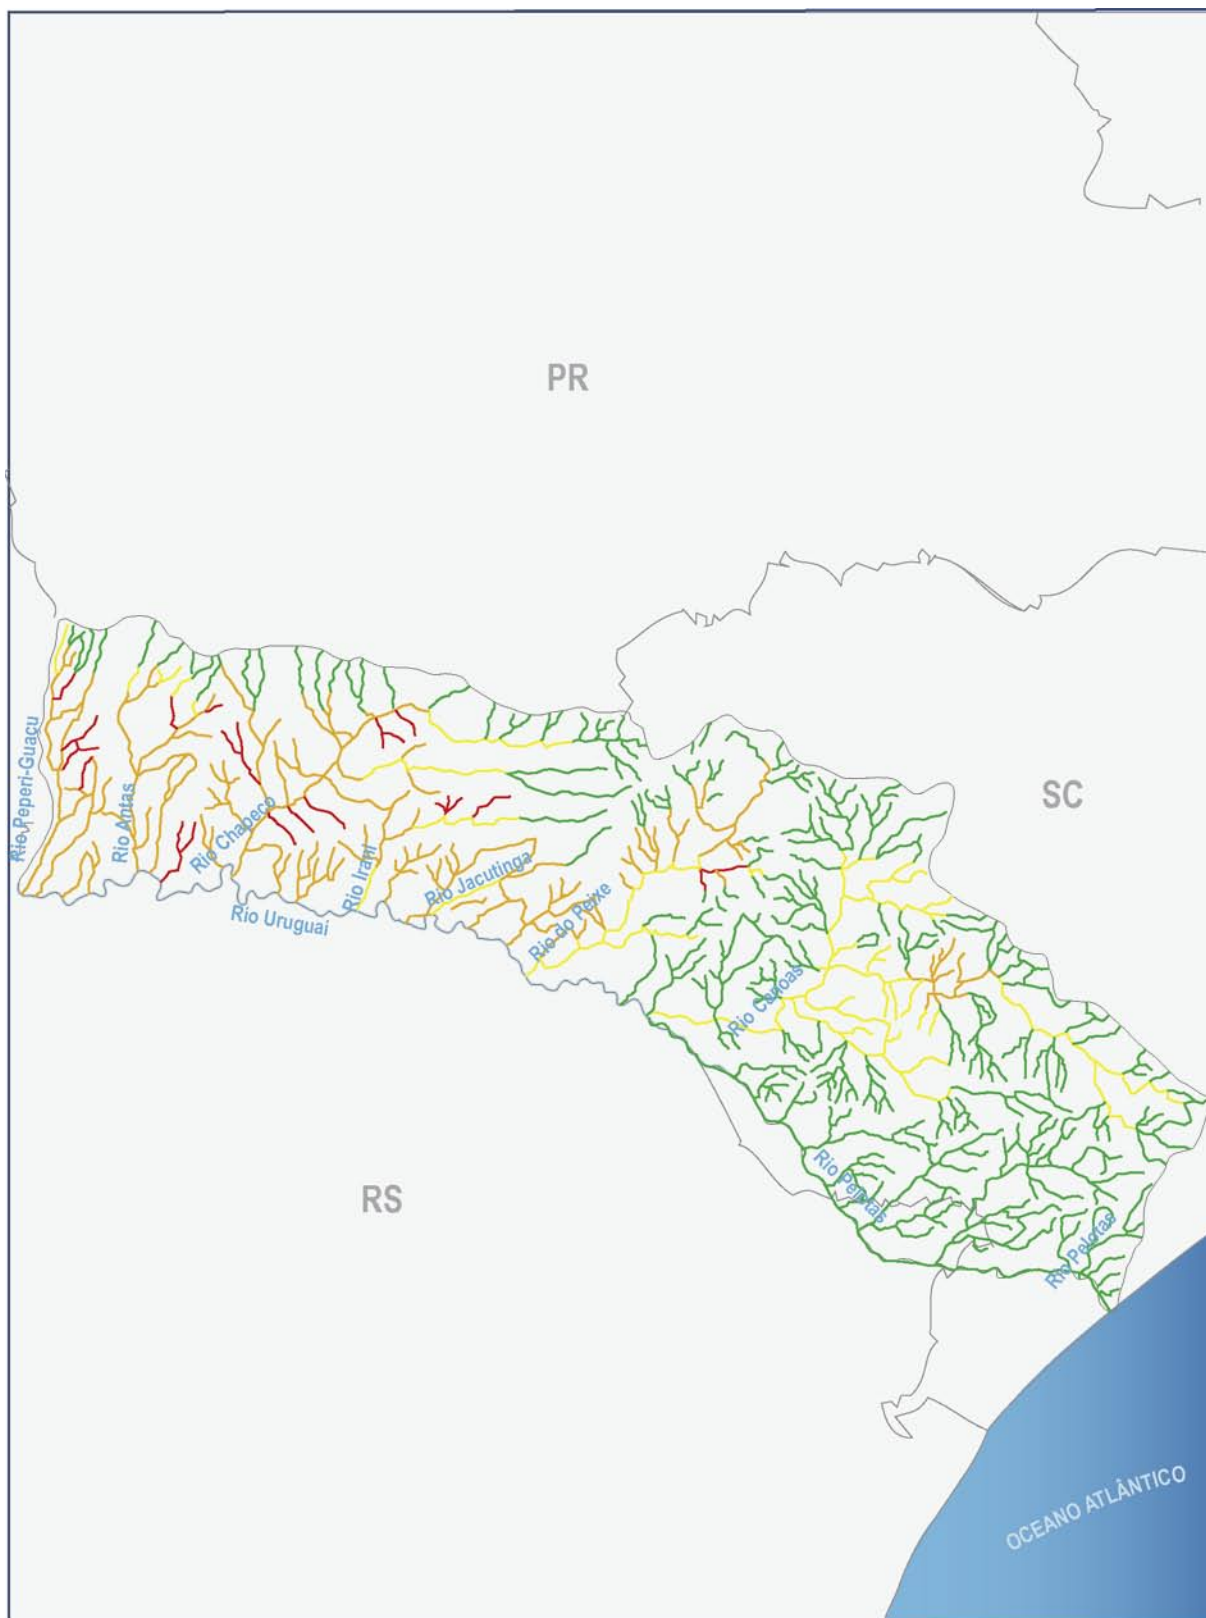 PR
SC
Rio Peperi-Guaçu
Rio Antas
Rio Chapecó
Rio Irani
Rio Jacutinga
Rio Uruguai
Rio do Peixe
Rio Canoas
Rio Pelotas
RS
Rio Pelotas
OCEANO ATLÂNTICO